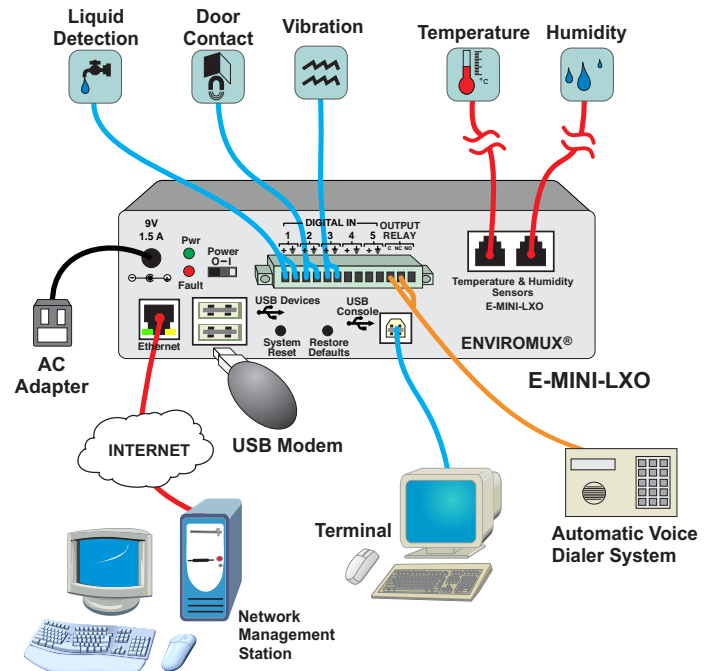 Liquid
Detection
Door
Contact
Vibration
Temperature
Humidity
°C
9V
1.5 A
Pwr
Fault
Power
O–I
DIGITAL IN
1 2 3 4 5
OUTPUT
RELAY
C NC NO
Temperature & Humidity
Sensors
E-MINI-LXO
USB Devices
USB
Console
System
Reset
Restore
Defaults
Ethernet
ENVIROMUX®
E-MINI-LXO
AC
Adapter
USB Modem
INTERNET
Terminal
Automatic Voice
Dialer System
Network
Management
Station